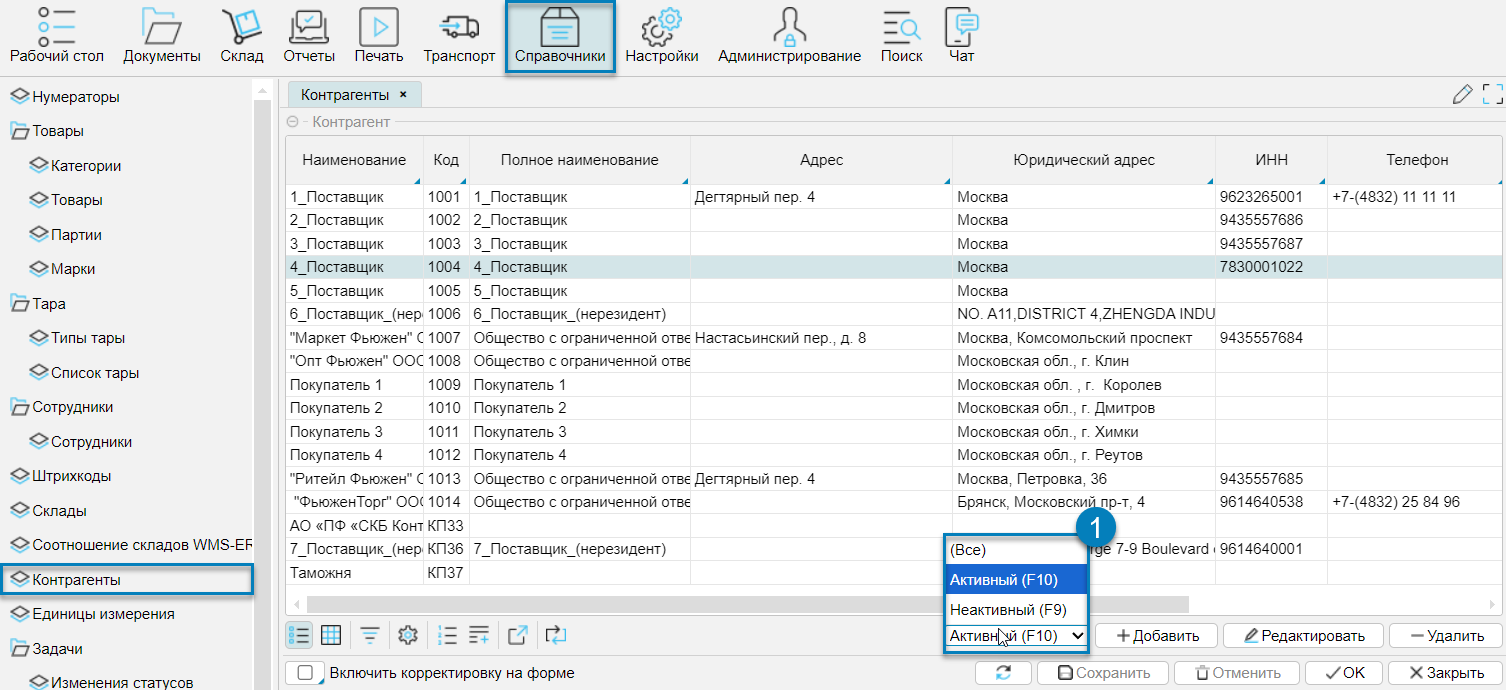 Рабочий стол Документы Склад Отчеты Печать Транспорт Справочники Настройки Администрирование Поиск Чат
Нумераторы
Товары
Категории
Товары
Партии
Марки
Тара
Типы тары
Список тары
Сотрудники
Сотрудники
Штрихкоды
Склады
Соотношение складов WMS-ER
Контрагенты
Единицы измерения
Задачи
Изменения статусов
Контрагенты ×
Контрагент
Наименование Код Полное наименование Адрес Юридический адрес ИНН Телефон
1_Поставщик 1001 1_Поставщик Дегтярный пер. 4 Москва 9623265001 +7-(4832) 11 11 11
2_Поставщик 1002 2_Поставщик Москва 9435557686
3_Поставщик 1003 3_Поставщик Москва 9435557687
4_Поставщик 1004 4_Поставщик Москва 7830001022
5_Поставщик 1005 5_Поставщик Москва
6_Поставщик_(нер 1006 6_Поставщик_(нерезидент) NO. A11,DISTRICT 4,ZHENGDA INDU
"Маркет Фьюжен" О 1007 Общество с ограниченной отве Настасьинский пер., д. 8 Москва, Комсомольский проспект 9435557684
"Опт Фьюжен" ООО 1008 Общество с ограниченной отве Московская обл., г. Клин
Покупатель 1 1009 Покупатель 1 Московская обл. , г. Королев
Покупатель 2 1010 Покупатель 2 Московская обл., г. Дмитров
Покупатель 3 1011 Покупатель 3 Московская обл., г. Химки
Покупатель 4 1012 Покупатель 4 Московская обл., г. Реутов
"Ритейл Фьюжен" О 1013 Общество с ограниченной отве Дегтярный пер. 4 Москва, Петровка, 36 9435557685
"ФьюженТорг" ООО 1014 Общество с ограниченной отве Брянск, Московский пр-т, 4 9614640538 +7-(4832) 25 84 96
АО «ПФ «СКБ Конт КП33
7_Поставщик_(нер КП36 7_Поставщик_(нерезидент) rge 7-9 Boulevard 9614640001
Таможня КП37
1
(Все)
Активный (F10)
Неактивный (F9)
Активный (F10) Добавить Редактировать Удалить
Включить корректировку на форме Сохранить Отменить OK Закрыть